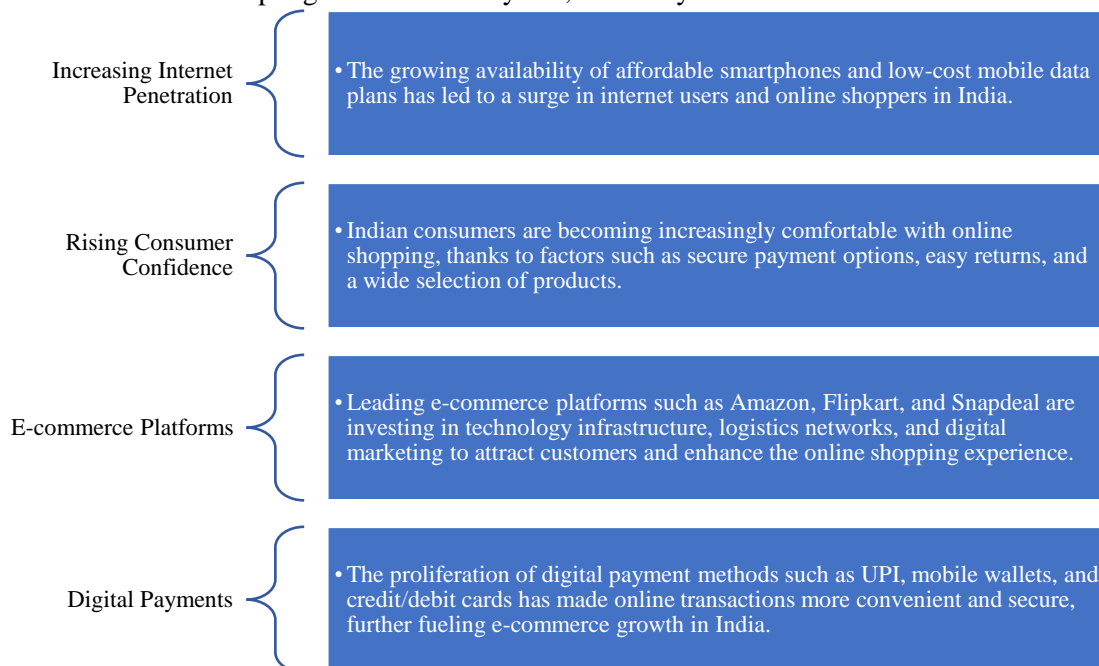 Increasing Internet
Penetration
• The growing availability of affordable smartphones and low-cost mobile data
plans has led to a surge in internet users and online shoppers in India.
Rising Consumer
Confidence
• Indian consumers are becoming increasingly comfortable with online
shopping, thanks to factors such as secure payment options, easy returns, and
a wide selection of products.
E-commerce Platforms
• Leading e-commerce platforms such as Amazon, Flipkart, and Snapdeal are
investing in technology infrastructure, logistics networks, and digital
marketing to attract customers and enhance the online shopping experience.
Digital Payments
• The proliferation of digital payment methods such as UPI, mobile wallets, and
credit/debit cards has made online transactions more convenient and secure,
further fueling e-commerce growth in India.